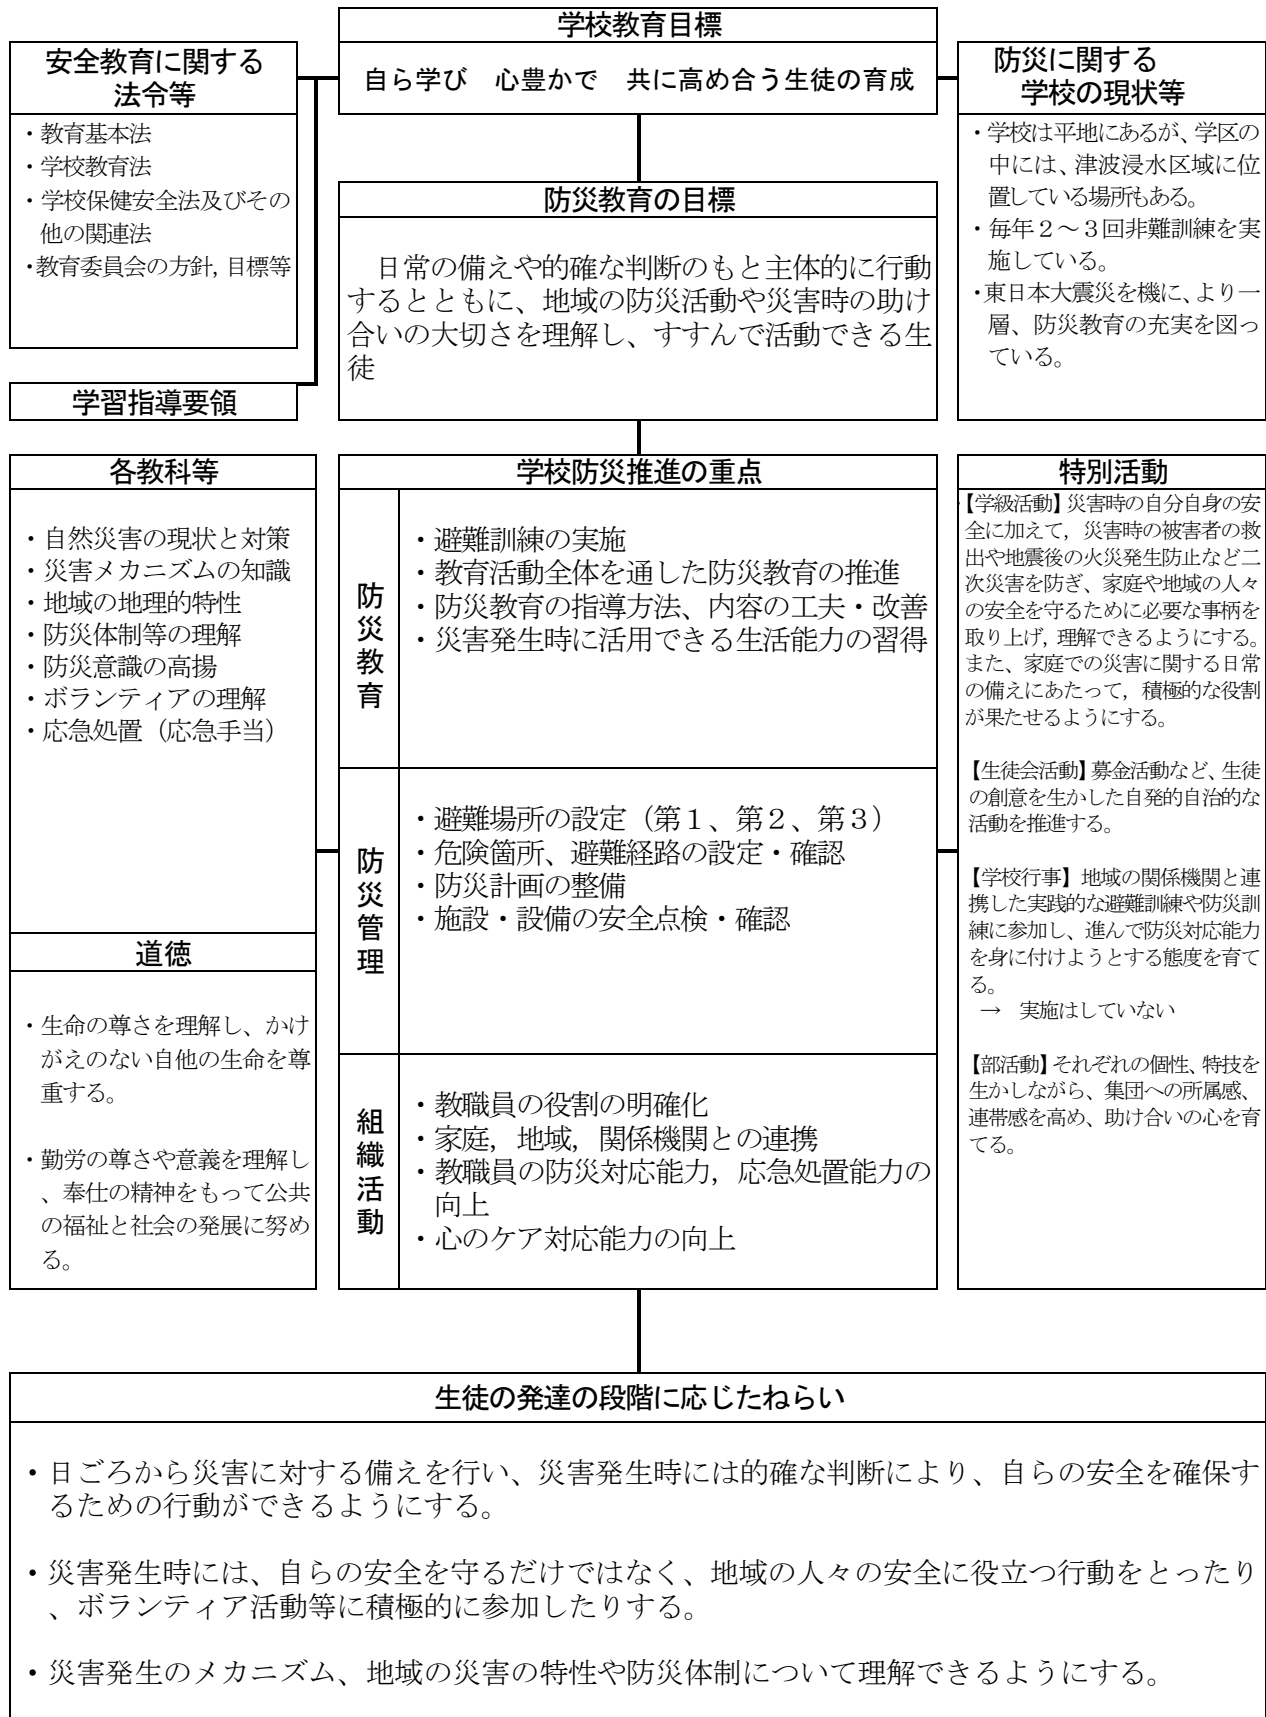 学校教育目標
自ら学び　心豊かで　共に高め合う生徒の育成
安全教育に関する
法令等
・教育基本法
・学校教育法
・学校保健安全法及びその
他の関連法
・教育委員会の方針，目標等
学習指導要領
防災に関する
学校の現状等
・学校は平地にあるが、学区の
中には、津波浸水区域に位
置している場所もある。
・毎年２～３回非難訓練を実
施している。
・東日本大震災を機に、より一
層、防災教育の充実を図っ
ている。
防災教育の目標
日常の備えや的確な判断のもと主体的に行動
するとともに、地域の防災活動や災害時の助け
合いの大切さを理解し、すすんで活動できる生
徒
各教科等
・自然災害の現状と対策
・災害メカニズムの知識
・地域の地理的特性
・防災体制等の理解
・防災意識の高揚
・ボランティアの理解
・応急処置（応急手当）
道徳
・生命の尊さを理解し、かけ
がえのない自他の生命を尊
重する。
・勤労の尊さや意義を理解し
、奉仕の精神をもって公共
の福祉と社会の発展に努め
る。
学校防災推進の重点
防災教育
・避難訓練の実施
・教育活動全体を通した防災教育の推進
・防災教育の指導方法、内容の工夫・改善
・災害発生時に活用できる生活能力の習得
防災管理
・避難場所の設定（第１、第２、第３）
・危険箇所、避難経路の設定・確認
・防災計画の整備
・施設・設備の安全点検・確認
組織活動
・教職員の役割の明確化
・家庭，地域，関係機関との連携
・教職員の防災対応能力，応急処置能力の
向上
・心のケア対応能力の向上
特別活動
【学級活動】災害時の自分自身の安
全に加えて，災害時の被害者の救
出や地震後の火災発生防止など二
次災害を防ぎ、家庭や地域の人々
の安全を守るために必要な事柄を
取り上げ，理解できるようにする。
また、家庭での災害に関する日常
の備えにあたって，積極的な役割
が果たせるようにする。
【生徒会活動】募金活動など、生徒
の創意を生かした自発的自治的な
活動を推進する。
【学校行事】地域の関係機関と連
携した実践的な避難訓練や防災訓
練に参加し、進んで防災対応能力
を身に付けようとする態度を育て
る。
→　実施はしていない
【部活動】それぞれの個性、特技を
生かしながら、集団への所属感、
連帯感を高め、助け合いの心を育
てる。
生徒の発達の段階に応じたねらい
・日ごろから災害に対する備えを行い、災害発生時には的確な判断により、自らの安全を確保す
るための行動ができるようにする。
・災害発生時には、自らの安全を守るだけではなく、地域の人々の安全に役立つ行動をとったり
、ボランティア活動等に積極的に参加したりする。
・災害発生のメカニズム、地域の災害の特性や防災体制について理解できるようにする。